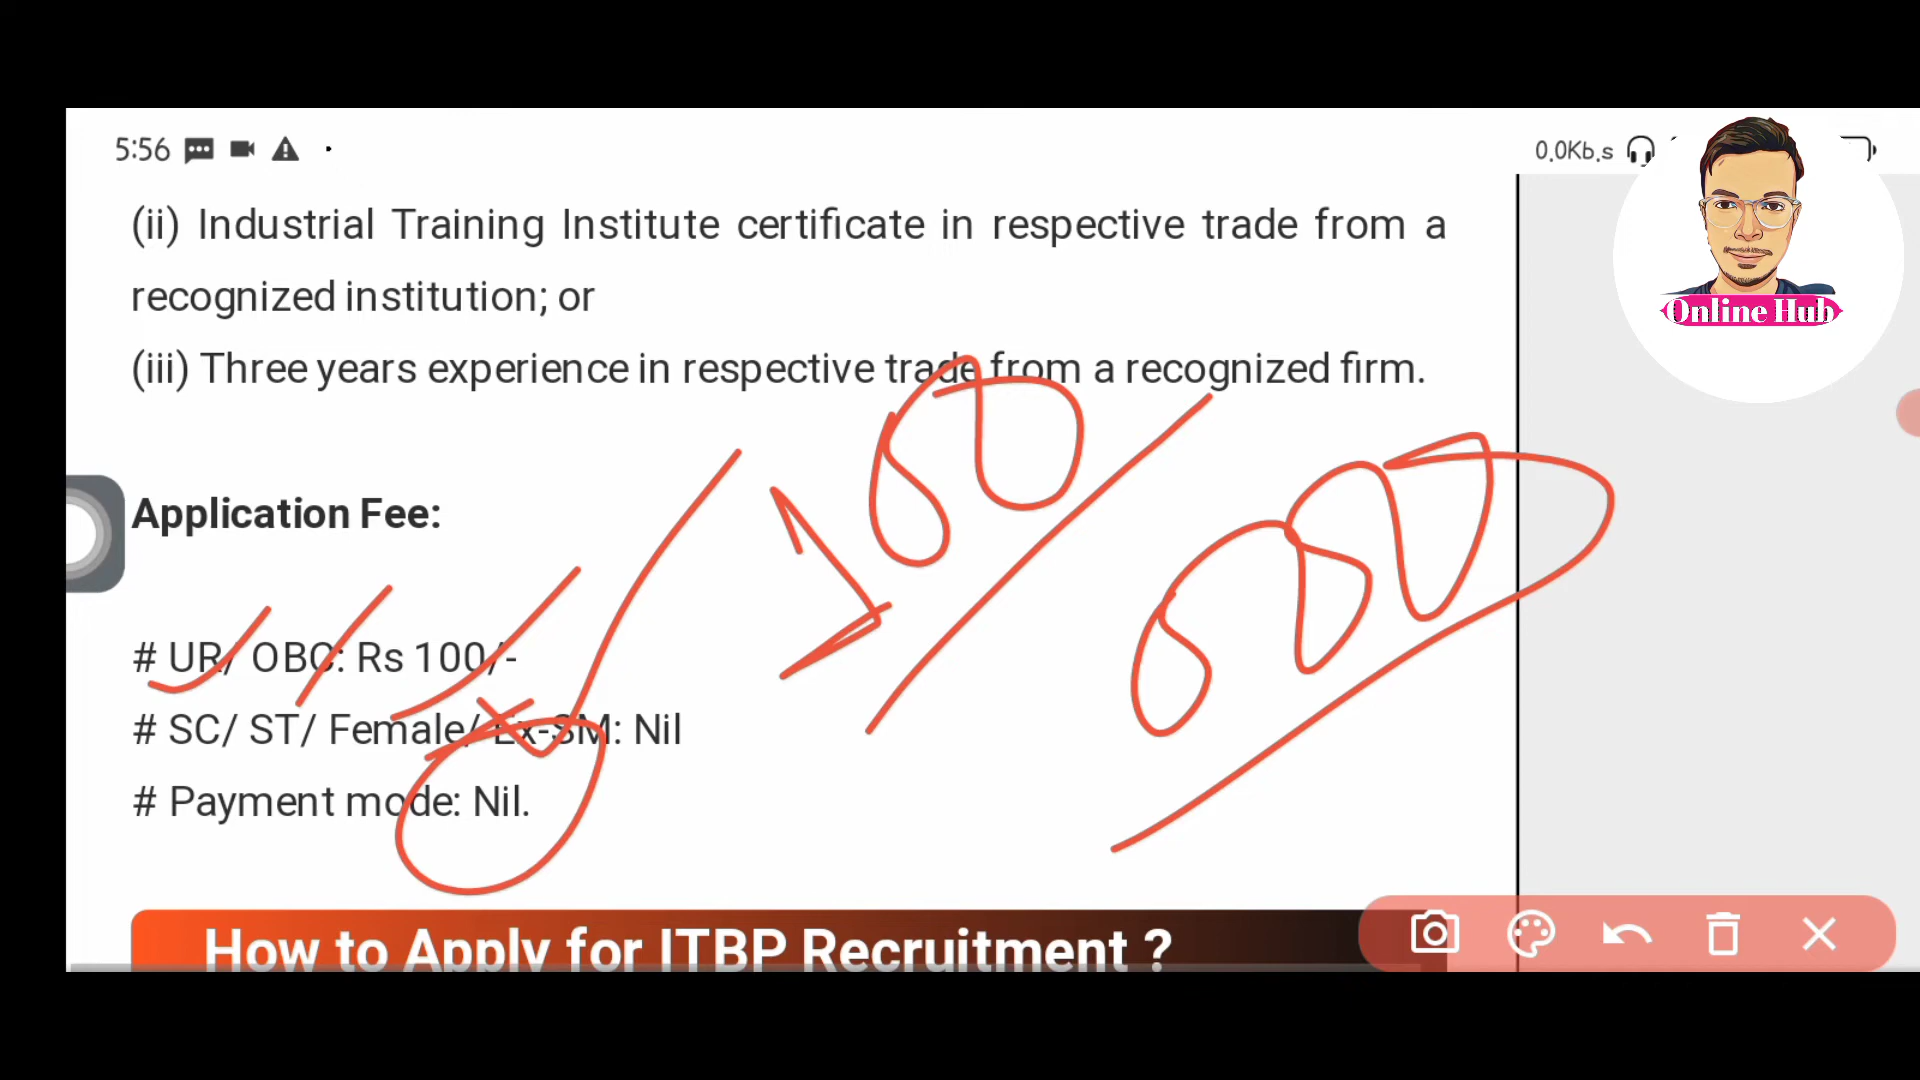 5:56
0.0Kb.s
(ii) Industrial Training Institute certificate in respective trade from a
recognized institution; or
(iii) Three years experience in respective trade from a recognized firm.
Online Hub
Application Fee:
100
000
# UR/ OBC: Rs 100/-
# SC/ ST/ Female/ Ex-SM: Nil
# Payment mode: Nil.
How to Apply for ITBP Recruitment ?